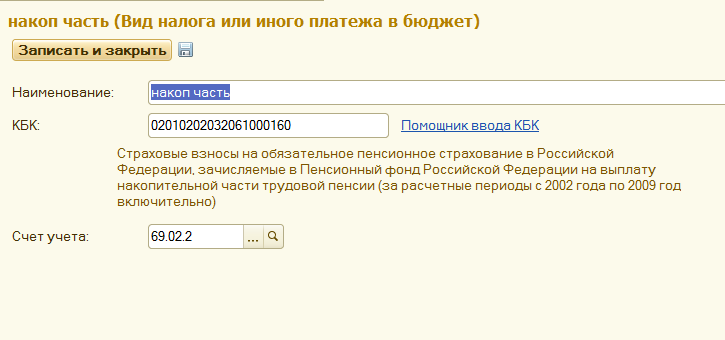 накоп часть (Вид налога или иного платежа в бюджет)
Записать и закрыть
Наименование: накоп часть
КБК: 02010202032061000160 Помощник ввода КБК
Страховые взносы на обязательное пенсионное страхование в Российской
Федерации, зачисляемые в Пенсионный фонд Российской Федерации на выплату
накопительной части трудовой пенсии (за расчетные периоды с 2002 года по 2009 год
включительно)
Счет учета: 69.02.2 ...